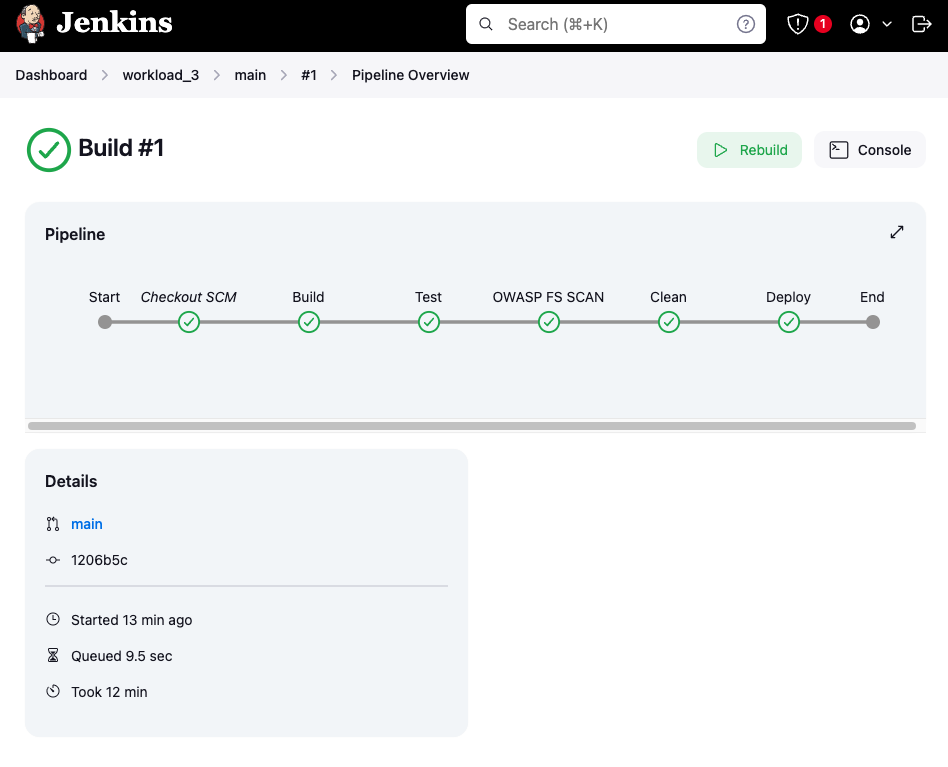 Jenkins
Search (⌘+K)
1
Dashboard workload_3 main #1 Pipeline Overview
Build #1
Rebuild
Console
Pipeline
Start Checkout SCM Build Test OWASP FS SCAN Clean Deploy End
Details
main
1206b5c
Started 13 min ago
Queued 9.5 sec
Took 12 min